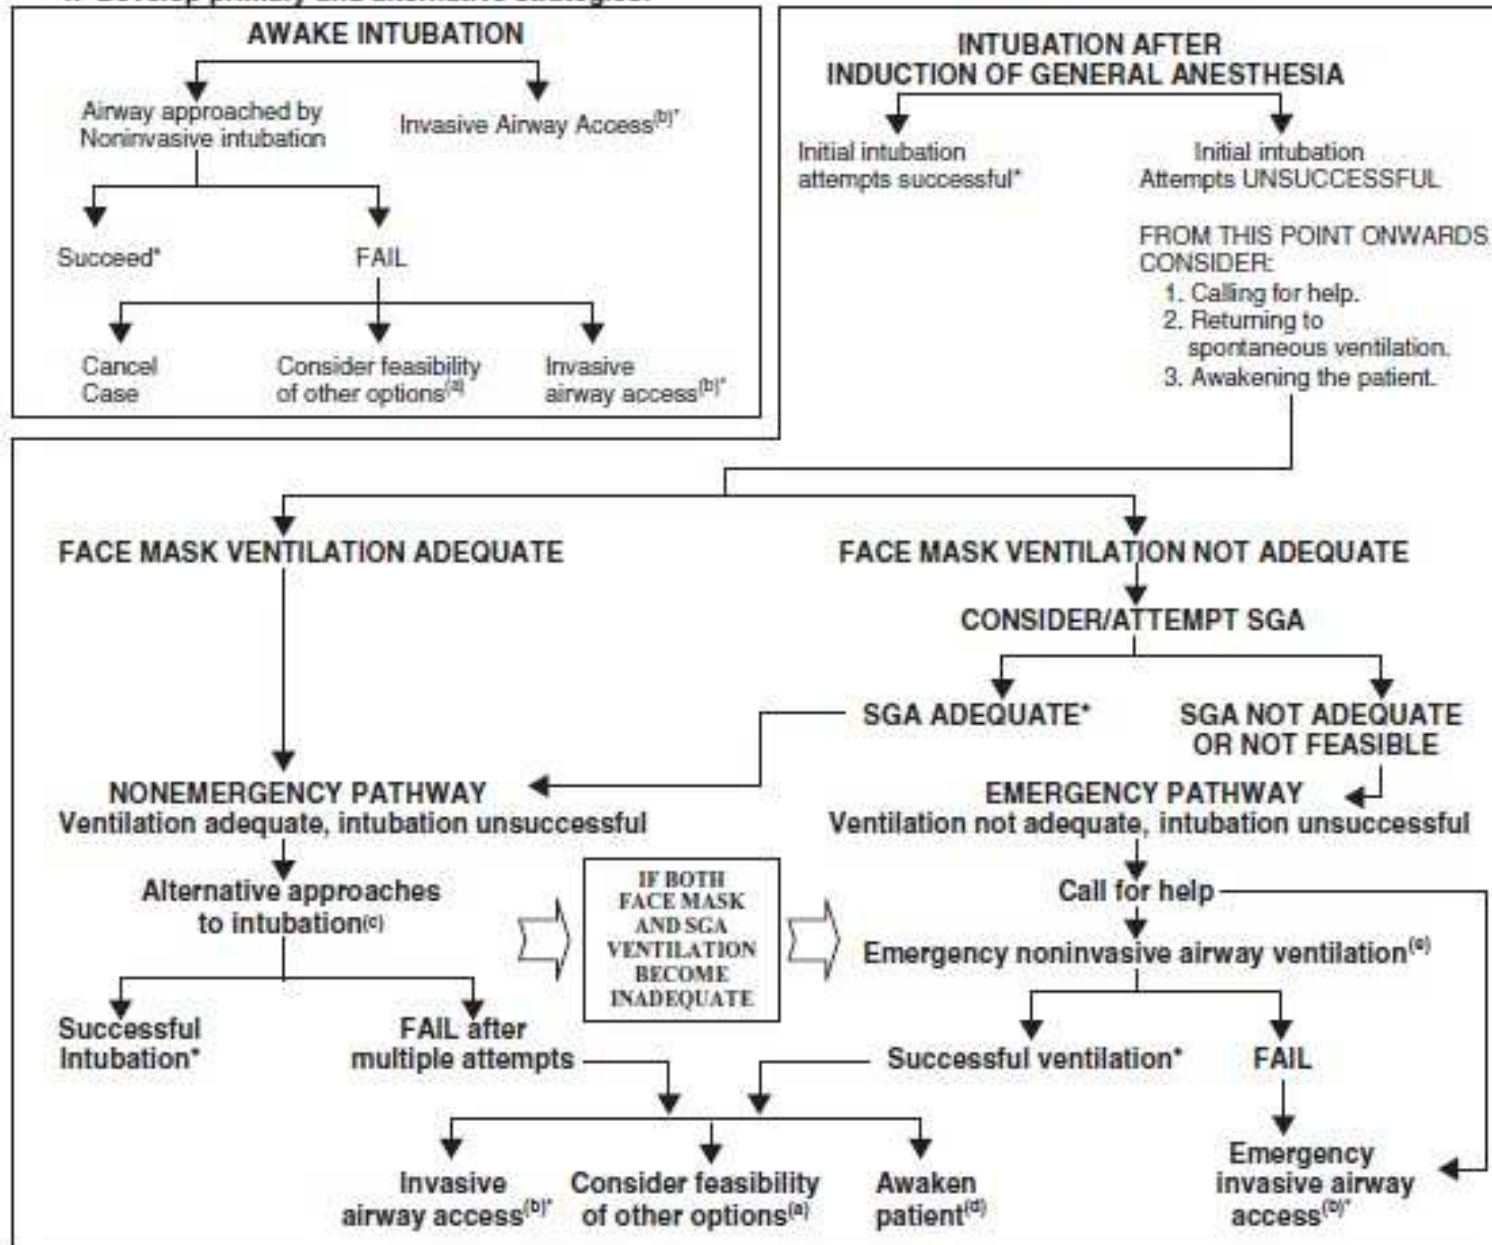 AWAKE INTUBATION
Airway approached by
Noninvasive intubation
Invasive Airway Access(b)*
Succeed*
FAIL
Cancel
Case
Consider feasibility
of other options(a)
Invasive
airway access(b)*
INTUBATION AFTER
INDUCTION OF GENERAL ANESTHESIA
Initial intubation
attempts successful*
Initial intubation
Attempts UNSUCCESSFUL
FROM THIS POINT ONWARDS
CONSIDER:
1. Calling for help.
2. Returning to
spontaneous ventilation.
3. Awakening the patient.
FACE MASK VENTILATION ADEQUATE
FACE MASK VENTILATION NOT ADEQUATE
CONSIDER/ATTEMPT SGA
SGA ADEQUATE*
SGA NOT ADEQUATE
OR NOT FEASIBLE
NONEMERGENCY PATHWAY
Ventilation adequate, intubation unsuccessful
EMERGENCY PATHWAY
Ventilation not adequate, intubation unsuccessful
Alternative approaches
to intubation(c)
IF BOTH
FACE MASK
AND SGA
VENTILATION
BECOME
INADEQUATE
Call for help
Emergency noninvasive airway ventilation(e)
Successful
Intubation*
FAIL after
multiple attempts
Successful ventilation*
FAIL
Invasive
airway access(b)*
Consider feasibility
of other options(a)
Awaken
patient(d)
Emergency
invasive airway
access(b)*